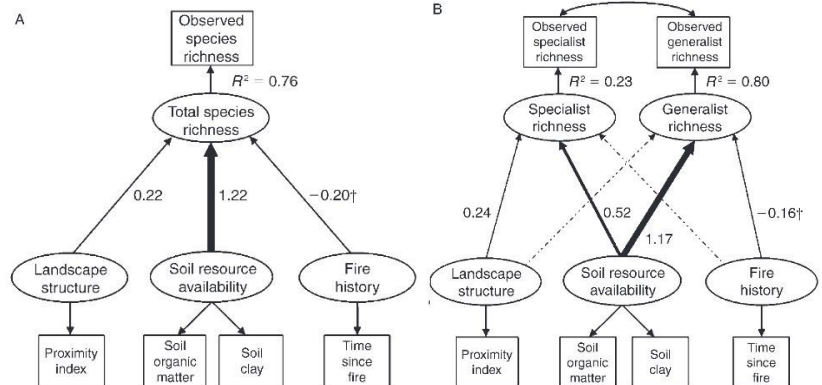 A
Observed
species
richness
R² = 0.76
Total species
richness
0.22
1.22
−0.20†
Landscape
structure
Soil resource
availability
Fire
history
Proximity
index
Soil
organic
matter
Soil
clay
Time
since
fire
B
Observed
specialist
richness
Observed
generalist
richness
R² = 0.23
R² = 0.80
Specialist
richness
Generalist
richness
0.24
0.52
1.17
−0.16†
Landscape
structure
Soil resource
availability
Fire
history
Proximity
index
Soil
organic
matter
Soil
clay
Time
since
fire